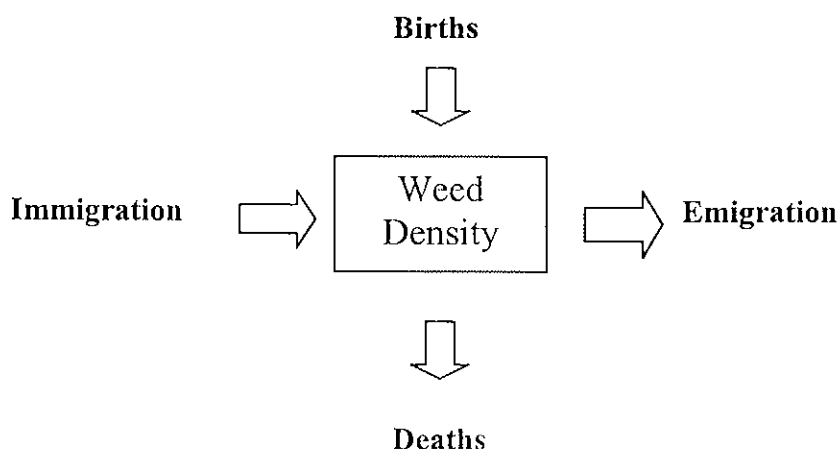 Births
Immigration
Weed
Density
Emigration
Deaths